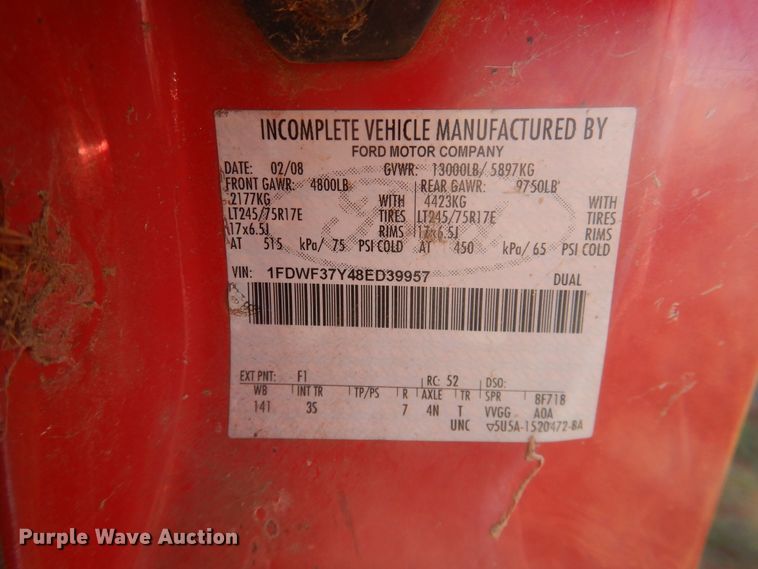 INCOMPLETE VEHICLE MANUFACTURED BY
FORD MOTOR COMPANY
DATE: 02/08 GVWR: 13000LB/ 5897KG
FRONT GAWR: 4800LB REAR GAWR: 9750LB
2177KG WITH 4423KG WITH
LT245/75R17E TIRES LT245/75R17E TIRES
17x6.5J RIMS 17x6.5J RIMS
AT 515 kPa/ 75 PSI COLD AT 450 kPa/ 65 PSI COLD
VIN: 1FDWF37Y48ED39957 DUAL
EXT PNT: F1 RC: 52 DSO:
WB INT TR TP/PS R AXLE TR SPR 8F718
141 3S 7 4N T VVGG A0A
UNC ▽5U5A-1520472-BA
Purple Wave Auction